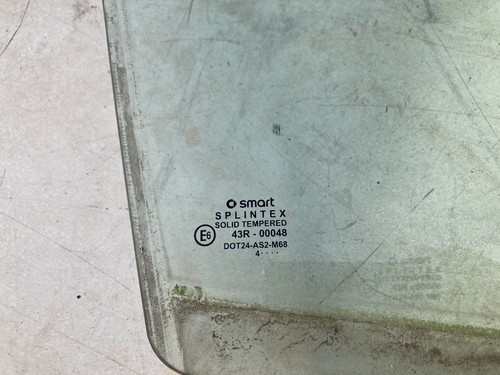 smart
SPLINTEX
SOLID TEMPERED
E6 43R - 00048
DOT24-AS2-M68
4····